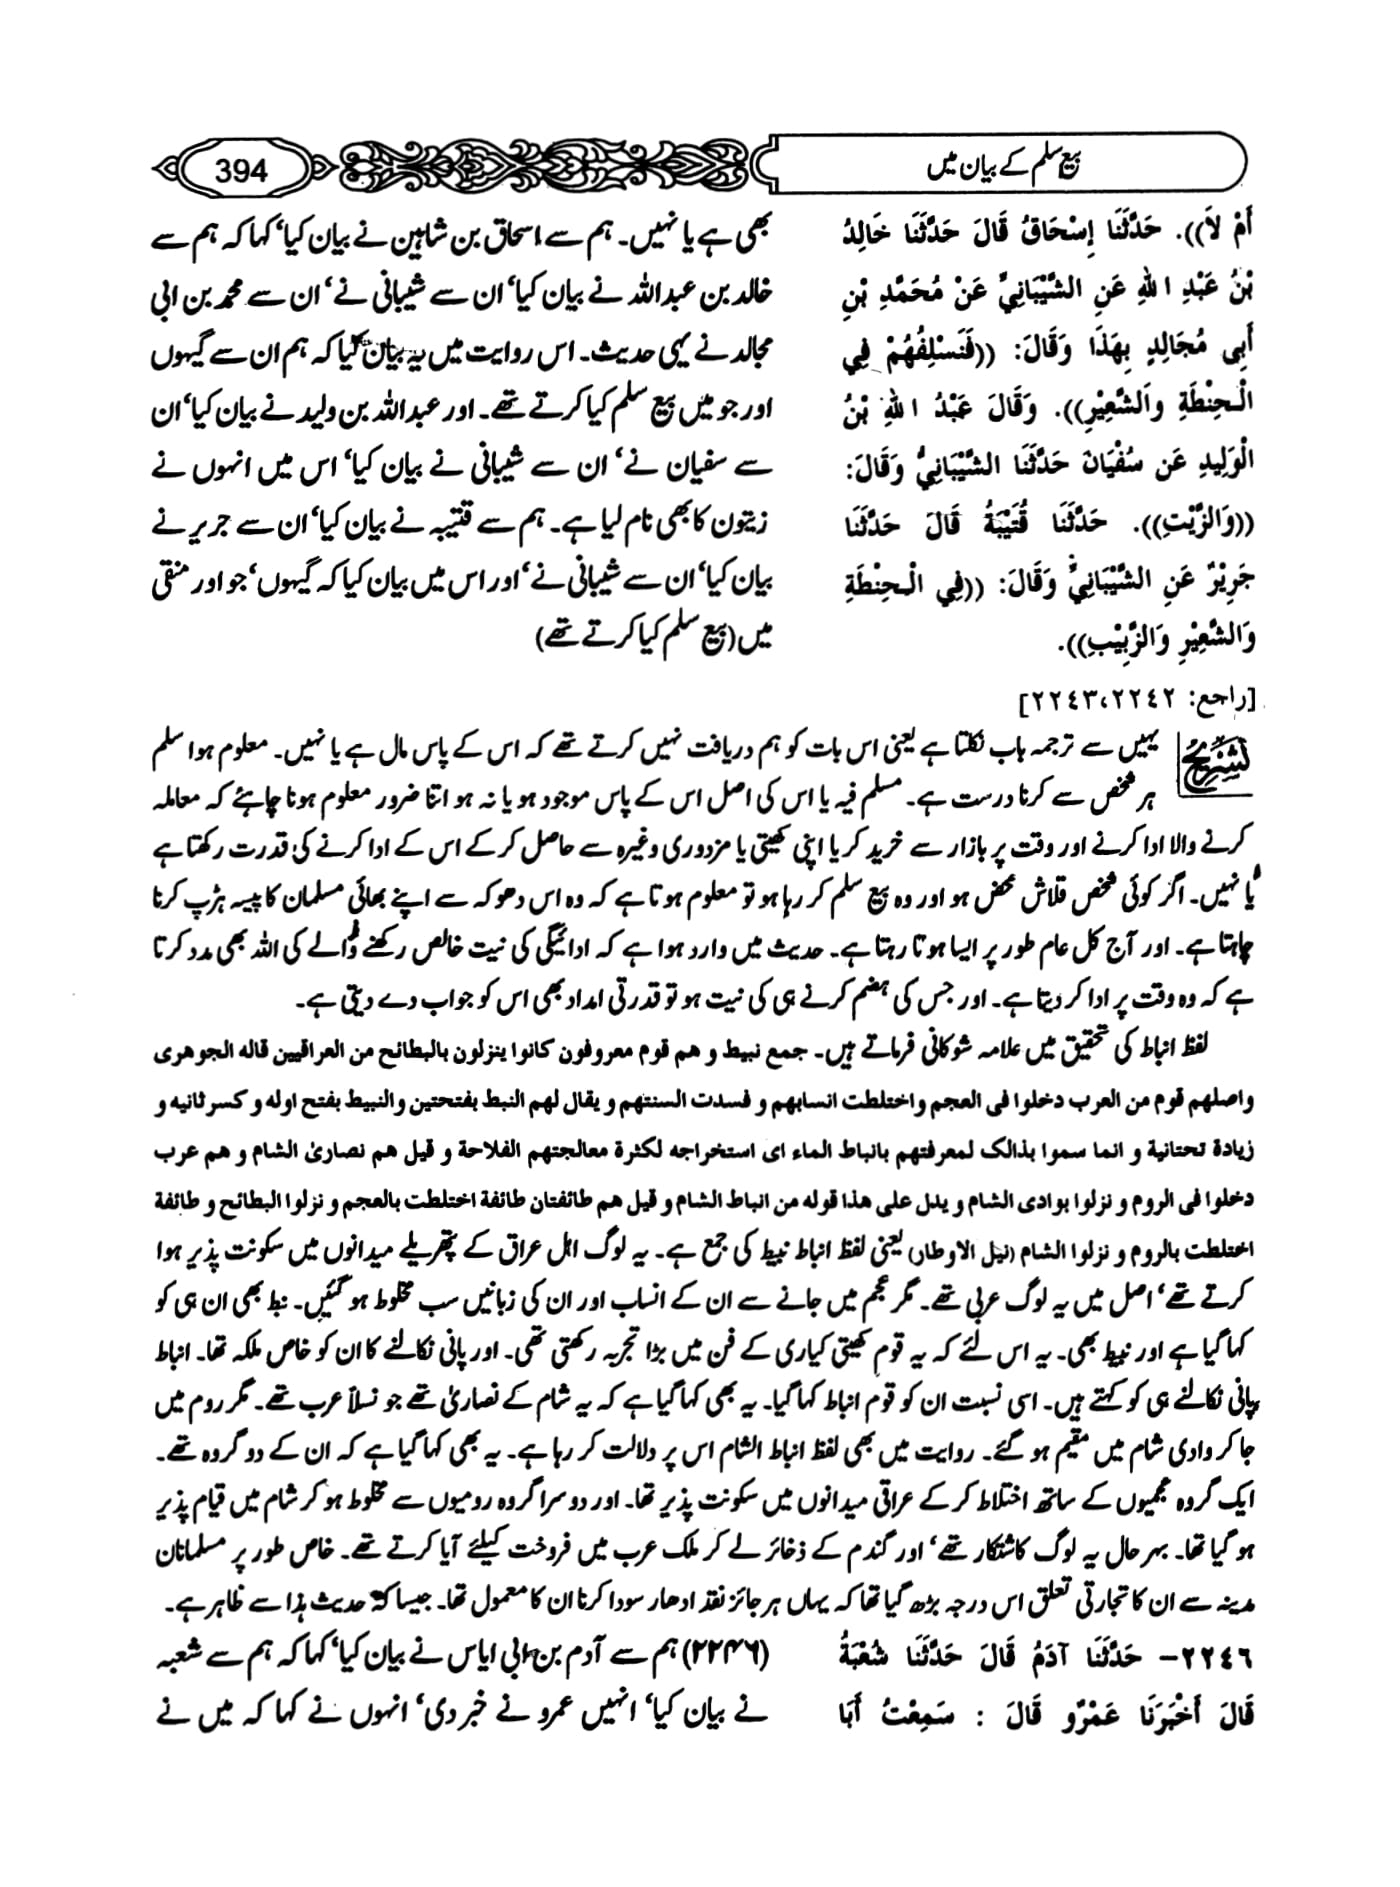 بیع سلم کے بیان میں
394
أَمْ لاَ)). حَدَّثَنَا إِسْحَاقُ قَالَ حَدَّثَنَا خَالِدُ
بْنُ عَبْدِ ا للهِ عَنِ الشَّيْبَانِيِّ عَنْ مُحَمَّدِ بْنِ
أَبِي مُجَالِدٍ بِهَذَا وَقَالَ: ((فَنُسْلِفُهُمْ فِي
الْحِنْطَةِ وَالشَّعِيْرِ)). وَقَالَ عَبْدُ ا للهِ بْنُ
الْوَلِيدِ عَن سُفْيَانَ حَدَّثَنَا الشَّيْبَانِيُّ وَقَالَ:
((وَالزَّيْتِ)). حَدَّثَنَا قُتَيْبَةُ قَالَ حَدَّثَنَا
جَرِيْرٌ عَنِ الشَّيْبَانِيِّ وَقَالَ: ((فِي الْحِنْطَةِ
وَالشَّعِيْرِ وَالزَّبِيْبِ)).
[راجع: ٢٢٤٢، ٢٢٤٣]
بھی ہے یا نہیں۔ ہم سے اسحاق بن شاہین نے بیان کیا‘ کہا کہ ہم سے
خالد بن عبداللہ نے بیان کیا‘ ان سے شیبانی نے‘ ان سے محمد بن ابی
مجالد نے یہی حدیث۔ اس روایت میں یہ بیان کیا کہ ہم ان سے گیہوں
اور جو میں بیع سلم کیا کرتے تھے۔ اور عبداللہ بن ولید نے بیان کیا‘ ان
سے سفیان نے‘ ان سے شیبانی نے بیان کیا‘ اس میں انہوں نے
زیتون کا بھی نام لیا ہے۔ ہم سے قتیبہ نے بیان کیا‘ ان سے جریر نے
بیان کیا‘ ان سے شیبانی نے‘ اور اس میں بیان کیا کہ گیہوں‘ جو اور منقی
میں (بیع سلم کیا کرتے تھے)
تشریح
یہیں سے ترجمہ باب نکلتا ہے یعنی اس بات کو ہم دریافت نہیں کرتے تھے کہ اس کے پاس مال ہے یا نہیں۔ معلوم ہوا سلم
ہر شخص سے کرنا درست ہے۔ مسلم فیہ یا اس کی اصل اس کے پاس موجود ہو یا نہ ہو اتنا ضرور معلوم ہونا چاہئے کہ معاملہ
کرنے والا ادا کرنے اور وقت پر بازار سے خرید کر یا اپنی کھیتی یا مزدوری وغیرہ سے حاصل کر کے اس کے ادا کرنے کی قدرت رکھتا ہے
یا نہیں۔ اگر کوئی شخص قلاش محض ہو اور وہ بیع سلم کر رہا ہو تو معلوم ہوتا ہے کہ وہ اس دھوکہ سے اپنے بھائی مسلمان کا پیسہ ہڑپ کرنا
چاہتا ہے۔ اور آج کل عام طور پر ایسا ہوتا رہتا ہے۔ حدیث میں وارد ہوا ہے کہ ادائیگی کی نیت خالص رکھنے والے کی اللہ بھی مدد کرتا
ہے کہ وہ وقت پر ادا کر دیتا ہے۔ اور جس کی ہضم کرنے ہی کی نیت ہو تو قدرتی امداد بھی اس کو جواب دے دیتی ہے۔
لفظ انباط کی تحقیق میں علامہ شوکانی فرماتے ہیں۔ جمع نبیط و هم قوم معروفون کانوا ینزلون بالبطائح من العراقیین قاله الجوهری
واصلهم قوم من العرب دخلوا فی العجم واختلطت انسابهم و فسدت السنتهم و یقال لهم النبط بفتحتین والنبیط بفتح اوله و کسر ثانیه و
زیادة تحتانیة و انما سموا بذالک لمعرفتهم بانباط الماء ای استخراجه لکثرة معالجتهم الفلاحة و قیل هم نصاریٰ الشام و هم عرب
دخلوا فی الروم و نزلوا بوادی الشام و یدل علی هذا قوله من انباط الشام و قیل هم طائفتان طائفة اختلطت بالعجم و نزلوا البطائح و طائفة
اختلطت بالروم و نزلوا الشام (نیل الاوطار) یعنی لفظ انباط نبیط کی جمع ہے۔ یہ لوگ اہل عراق کے پتھریلے میدانوں میں سکونت پذیر ہوا
کرتے تھے‘ اصل میں یہ لوگ عربی تھے۔ مگر عجم میں جانے سے ان کے انساب اور ان کی زبانیں سب مخلوط ہو گئیں۔ نبط بھی ان ہی کو
کہا گیا ہے اور نبیط بھی۔ یہ اس لئے کہ یہ قوم کھیتی کیاری کے فن میں بڑا تجربہ رکھتی تھی۔ اور پانی نکالنے کا ان کو خاص ملکہ تھا۔ انباط
پانی نکالنے ہی کو کہتے ہیں۔ اسی نسبت ان کو قوم انباط کہا گیا۔ یہ بھی کہا گیا ہے کہ یہ شام کے نصاریٰ تھے جو نسلاً عرب تھے۔ مگر روم میں
جا کر وادی شام میں مقیم ہو گئے۔ روایت میں بھی لفظ انباط الشام اس پر دلالت کر رہا ہے۔ یہ بھی کہا گیا ہے کہ ان کے دو گروہ تھے۔
ایک گروہ عجمیوں کے ساتھ اختلاط کر کے عراقی میدانوں میں سکونت پذیر تھا۔ اور دوسرا گروہ رومیوں سے مخلوط ہو کر شام میں قیام پذیر
ہو گیا تھا۔ بہرحال یہ لوگ کاشتکار تھے‘ اور گندم کے ذخائر لے کر ملک عرب میں فروخت کیلئے آیا کرتے تھے۔ خاص طور پر مسلمانان
مدینہ سے ان کا تجارتی تعلق اس درجہ بڑھ گیا تھا کہ یہاں ہر جائز نقد ادھار سودا کرنا ان کا معمول تھا۔ جیسا کہ حدیث ہذا سے ظاہر ہے۔
٢٢٤٦- حَدَّثَنَا آدَمُ قَالَ حَدَّثَنَا شُعْبَةُ
قَالَ أَخْبَرَنَا عَمْرٌو قَالَ : سَمِعْتُ أَبَا
(۲۲۴۶) ہم سے آدم بن ابی ایاس نے بیان کیا‘ کہا کہ ہم سے شعبہ
نے بیان کیا‘ انہیں عمرو نے خبر دی‘ انہوں نے کہا کہ میں نے